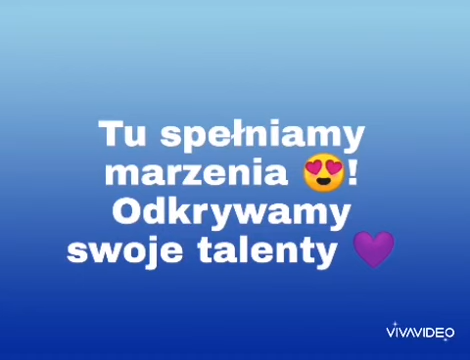 Tu spełniamy
marzenia 😍!
Odkrywamy
swoje talenty 💜
VIVAVIDEO